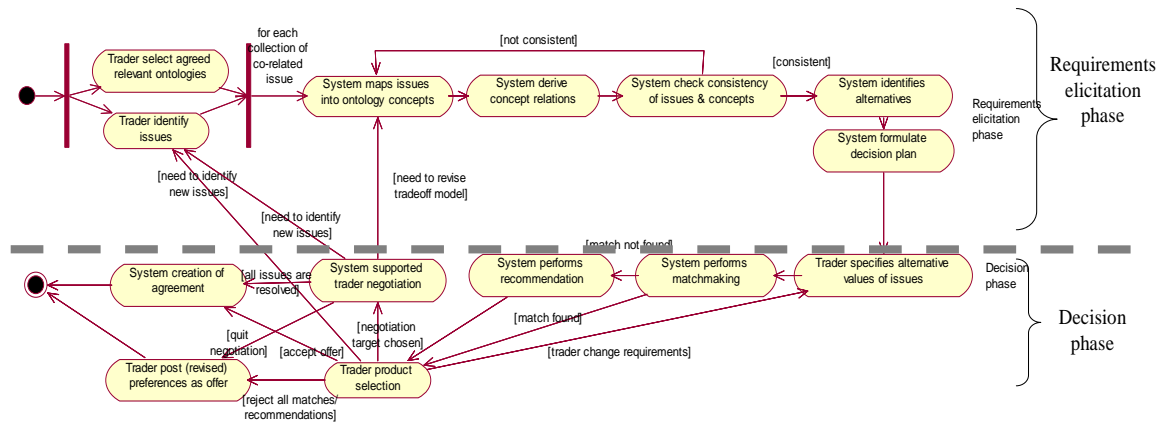 for each
collection of
co-related
issue
Trader select agreed
relevant ontologies
Trader identify
issues
[not consistent]
System maps issues
into ontology concepts
System derive
concept relations
System check consistency
of issues & concepts
[consistent]
System identifies
alternatives
System formulate
decision plan
Requirements
elicitation
phase
Requirements
elicitation
phase
[need to identify
new issues]
[need to identify
new issues]
[need to revise
tradeoff model]
[match not found]
System creation of
agreement
[all issues are
resolved]
System supported
trader negotiation
System performs
recommendation
System performs
matchmaking
Trader specifies alternative
values of issues
Decision
phase
Decision
phase
[quit
negotiation]
[accept offer]
[negotiation
target chosen]
[match found]
[trader change requirements]
Trader post (revised)
preferences as offer
Trader product
selection
[reject all matches/
recommendations]